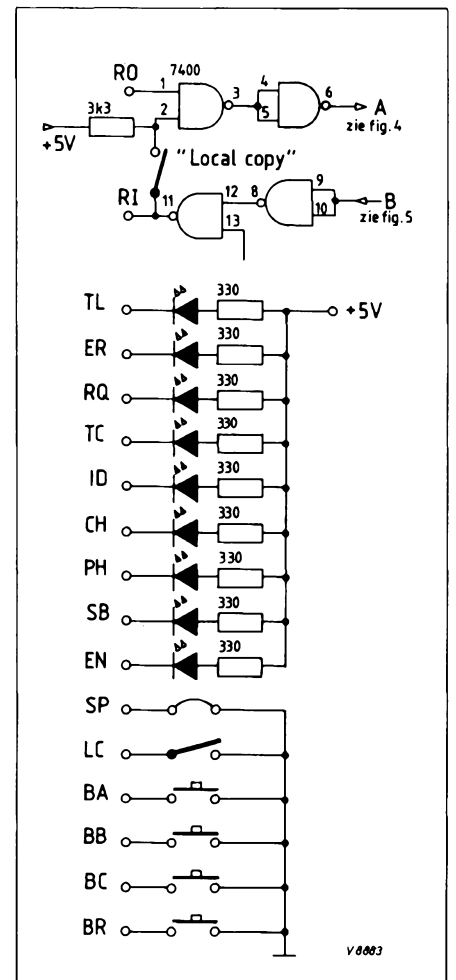 RO 1 7400 3 4 5 6 A
zie fig. 4
3k3 2
+5V
"Local copy"
RI 11 12 13 8 9 10 B
zie fig. 5
TL 330 +5V
ER 330
RQ 330
TC 330
ID 330
CH 330
PH 330
SB 330
EN 330
SP
LC
BA
BB
BC
BR
V 8883